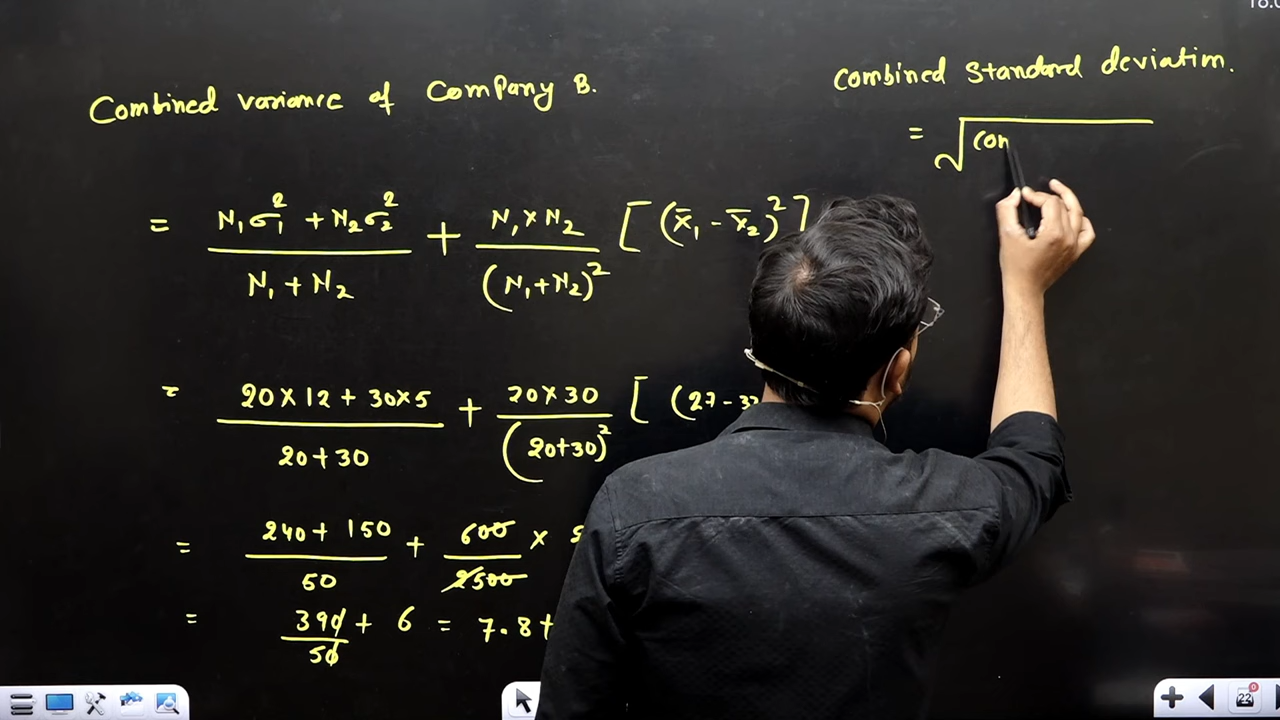 Combined variance of Company B.
= (N₁σ₁² + N₂σ₂²)/(N₁ + N₂) + (N₁ × N₂)/(N₁+N₂)² [(x̄₁ - x̄₂)²]
= (20×12 + 30×5)/(20+30) + (20×30)/(20+30)² [(27-
= (240 + 150)/50 + 600/2500 ×
= 390/50 + 6 = 7.8+
Combined Standard deviation.
= √Com
22